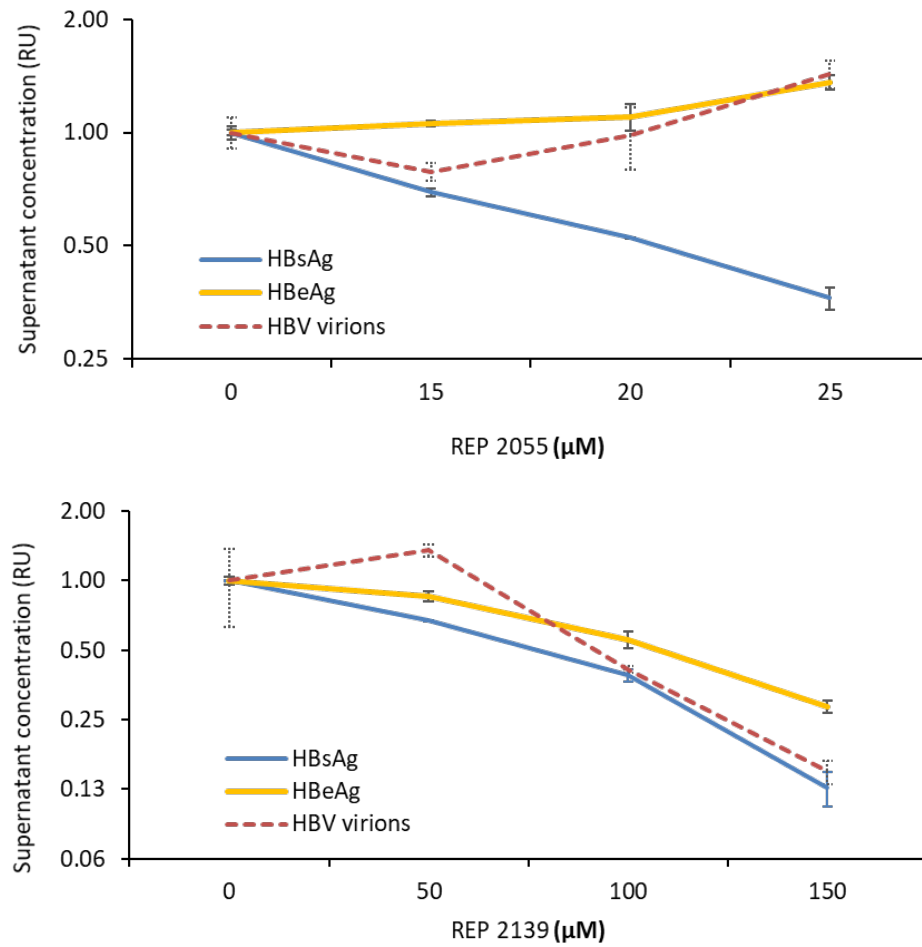 Supernatant concentration (RU)
2.00
1.00
0.50
0.25
HBsAg
HBeAg
HBV virions
0 15 20 25
REP 2055 (µM)
Supernatant concentration (RU)
2.00
1.00
0.50
0.25
0.13
0.06
HBsAg
HBeAg
HBV virions
0 50 100 150
REP 2139 (µM)